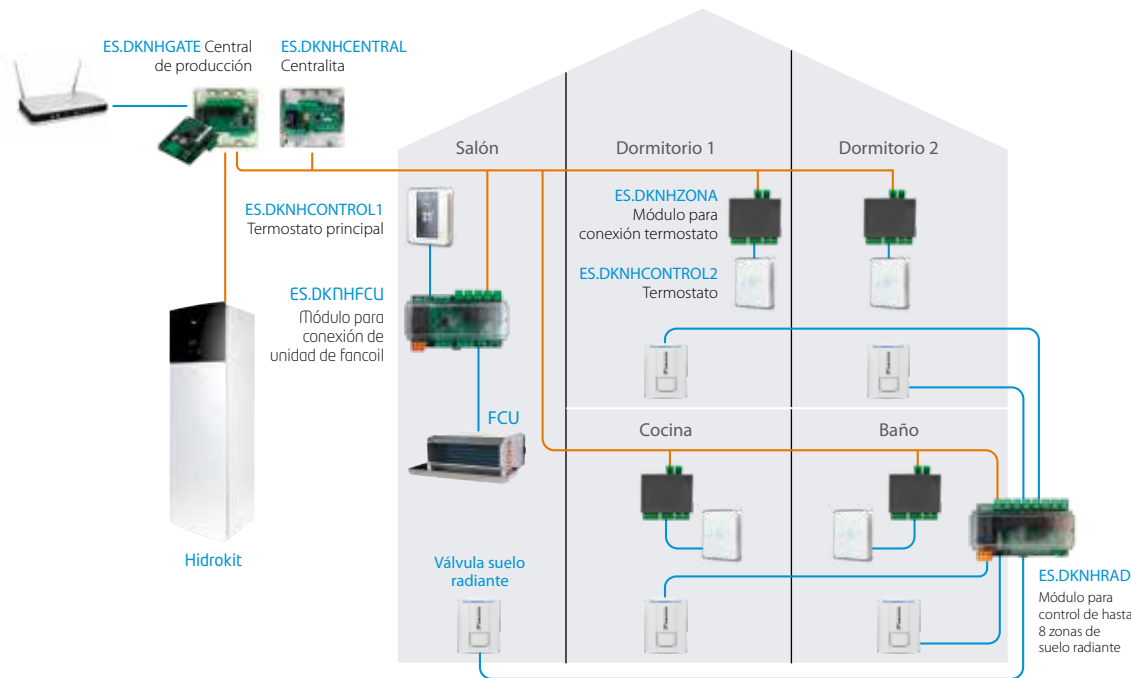 ES.DKNHGATE Central
de producción
ES.DKNHCENTRAL
Centralita
Salón
Dormitorio 1
Dormitorio 2
ES.DKNHCONTROL1
Termostato principal
ES.DKNHZONA
Módulo para
conexión termostato
ES.DKNHCONTROL2
Termostato
ES.DKNHFCU
Módulo para
conexión de
unidad de fancoil
FCU
Cocina
Baño
Hidrokit
Válvula suelo
radiante
ES.DKNHRAD
Módulo para
control de hasta
8 zonas de
suelo radiante